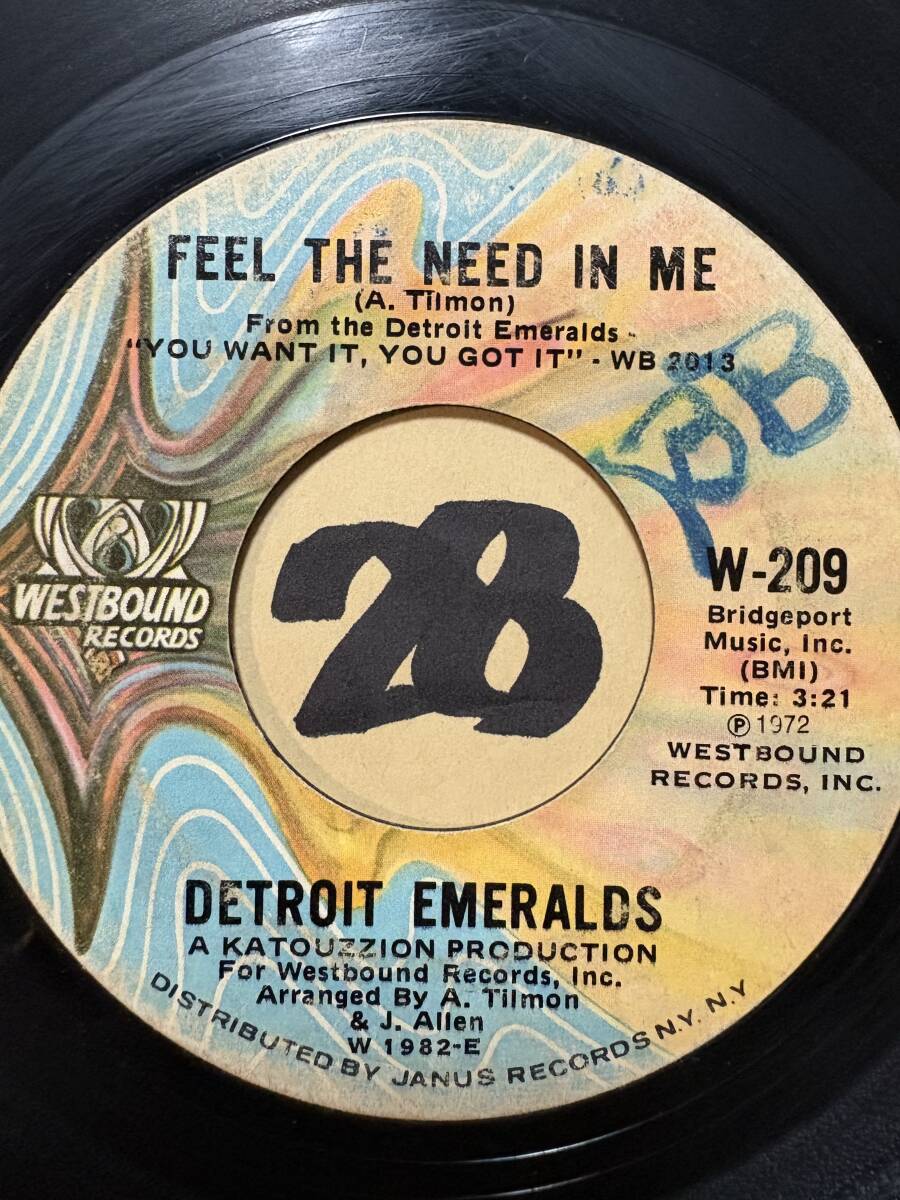 FEEL THE NEED IN ME
(A. Tilmon)
From the Detroit Emeralds -
"YOU WANT IT, YOU GOT IT" - WB 2013
28
WESTBOUND
RECORDS
W-209
Bridgeport
Music, Inc.
(BMI)
Time: 3:21
℗ 1972
WESTBOUND
RECORDS, INC.
DETROIT EMERALDS
A KATOUZZION PRODUCTION
For Westbound Records, Inc.
Arranged By A. Tilmon
& J. Allen
W 1982-E
DISTRIBUTED BY JANUS RECORDS N.Y. N.Y